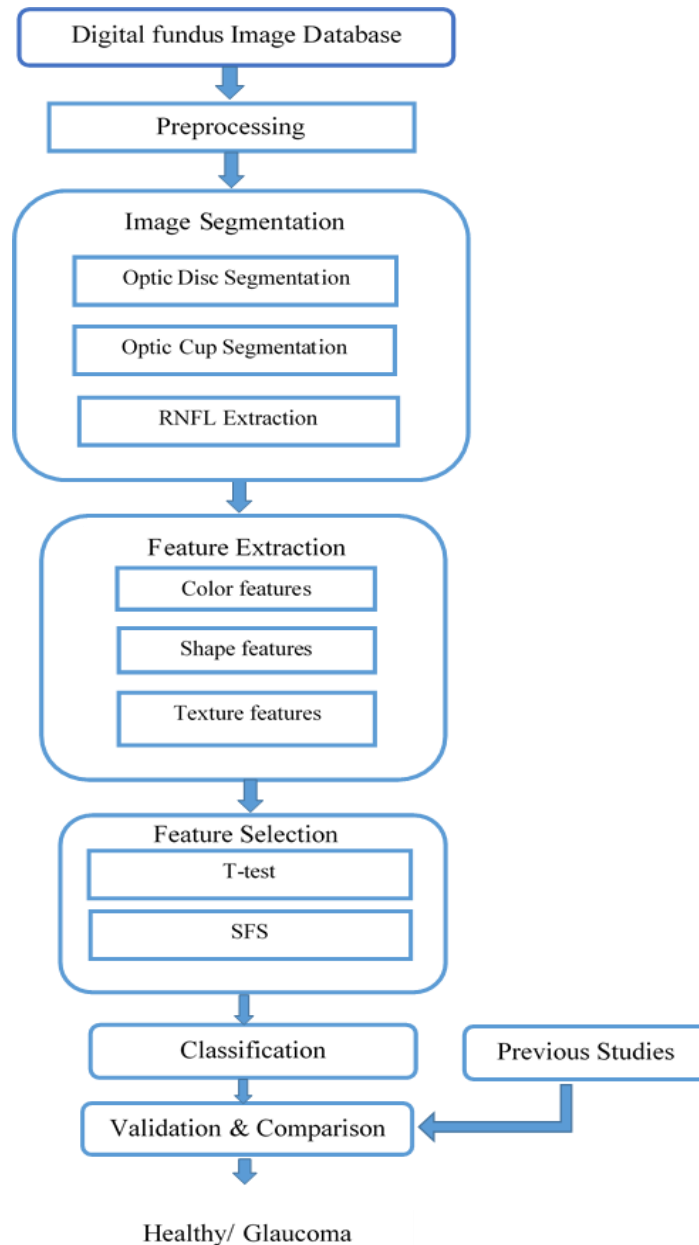 Digital fundus Image Database
Preprocessing
Image Segmentation
Optic Disc Segmentation
Optic Cup Segmentation
RNFL Extraction
Feature Extraction
Color features
Shape features
Texture features
Feature Selection
T-test
SFS
Classification
Previous Studies
Validation & Comparison
Healthy/ Glaucoma